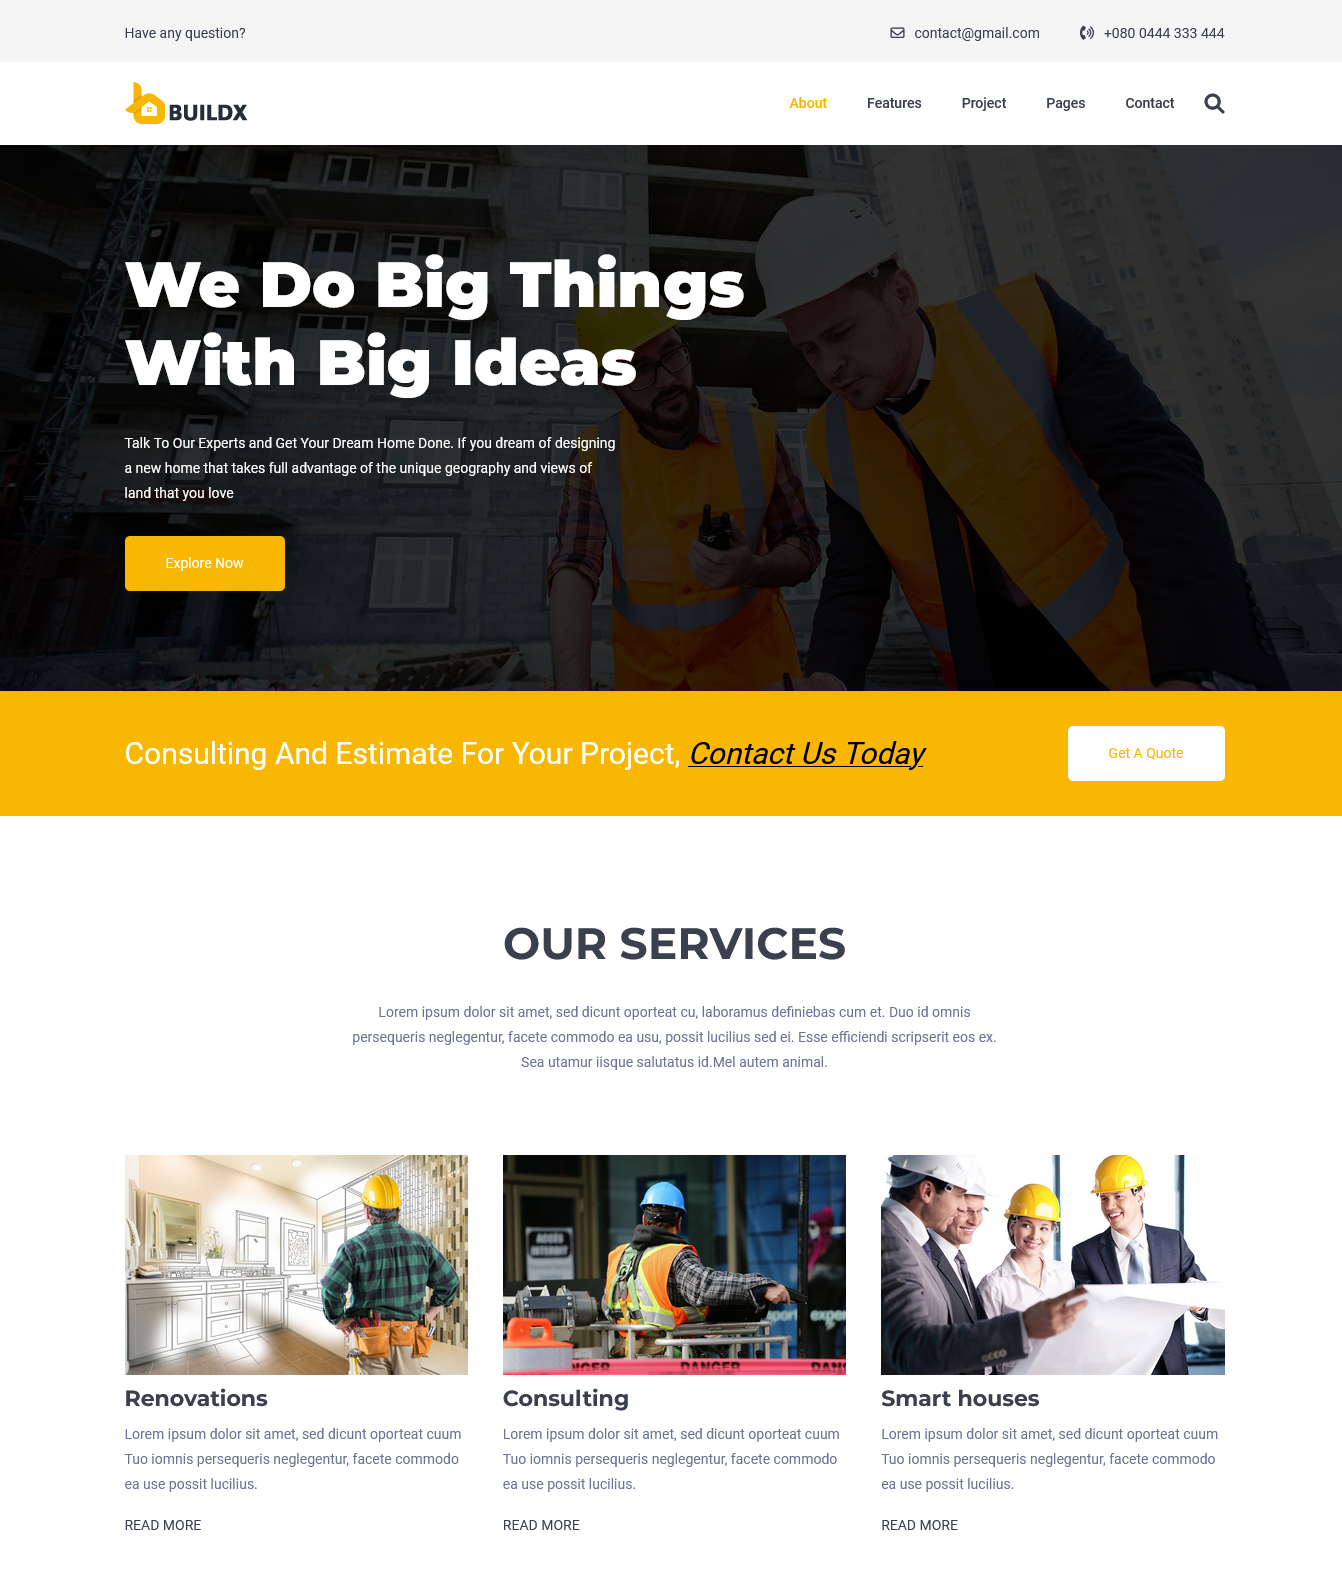 Have any question?
contact@gmail.com
+080 0444 333 444
BUILDX
About
Features
Project
Pages
Contact
We Do Big Things
With Big Ideas
Talk To Our Experts and Get Your Dream Home Done. If you dream of designing
a new home that takes full advantage of the unique geography and views of
land that you love
Explore Now
Consulting And Estimate For Your Project, Contact Us Today
Get A Quote
OUR SERVICES
Lorem ipsum dolor sit amet, sed dicunt oporteat cu, laboramus definiebas cum et. Duo id omnis
persequeris neglegentur, facete commodo ea usu, possit lucilius sed ei. Esse efficiendi scripserit eos ex.
Sea utamur iisque salutatus id.Mel autem animal.
DANGER
Renovations
Lorem ipsum dolor sit amet, sed dicunt oporteat cuum
Tuo iomnis persequeris neglegentur, facete commodo
ea use possit lucilius.
READ MORE
Consulting
Lorem ipsum dolor sit amet, sed dicunt oporteat cuum
Tuo iomnis persequeris neglegentur, facete commodo
ea use possit lucilius.
READ MORE
Smart houses
Lorem ipsum dolor sit amet, sed dicunt oporteat cuum
Tuo iomnis persequeris neglegentur, facete commodo
ea use possit lucilius.
READ MORE